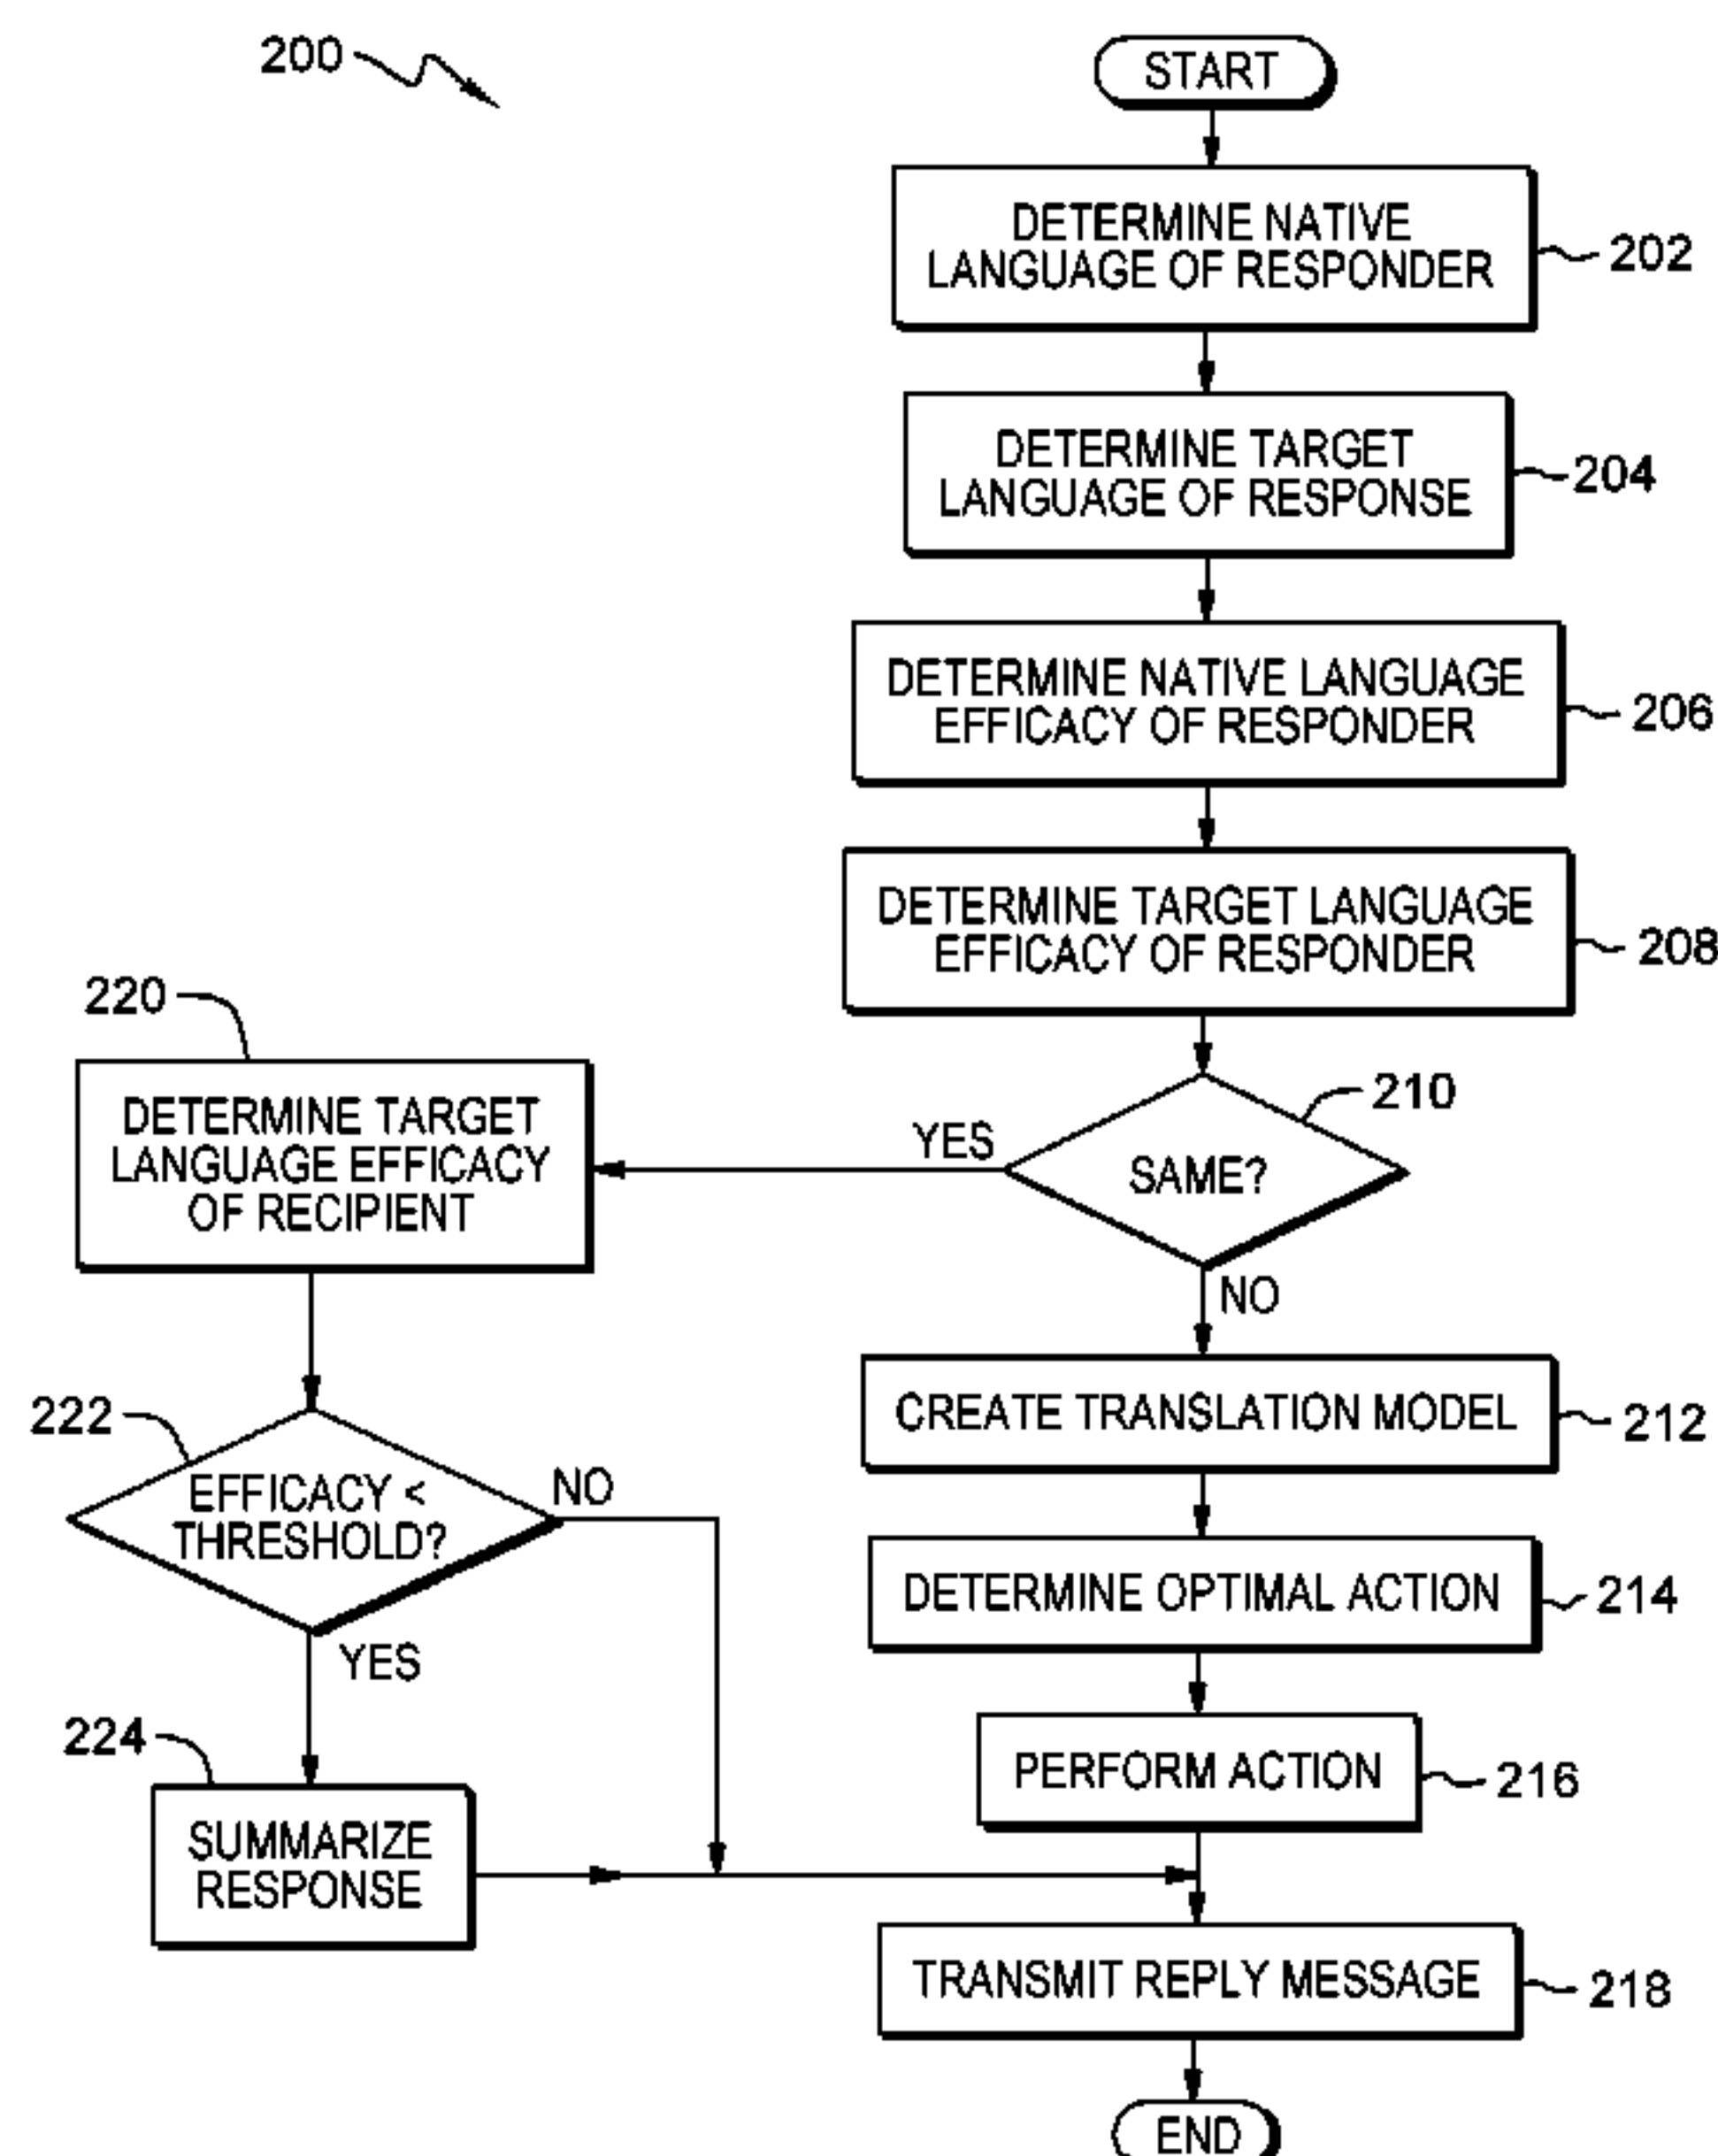 200
START
DETERMINE NATIVE
LANGUAGE OF RESPONDER
202
DETERMINE TARGET
LANGUAGE OF RESPONSE
204
DETERMINE NATIVE LANGUAGE
EFFICACY OF RESPONDER
206
DETERMINE TARGET LANGUAGE
EFFICACY OF RESPONDER
208
210
SAME?
YES
NO
220
DETERMINE TARGET
LANGUAGE EFFICACY
OF RECIPIENT
222
EFFICACY <
THRESHOLD?
NO
YES
224
SUMMARIZE
RESPONSE
CREATE TRANSLATION MODEL
212
DETERMINE OPTIMAL ACTION
214
PERFORM ACTION
216
TRANSMIT REPLY MESSAGE
218
END